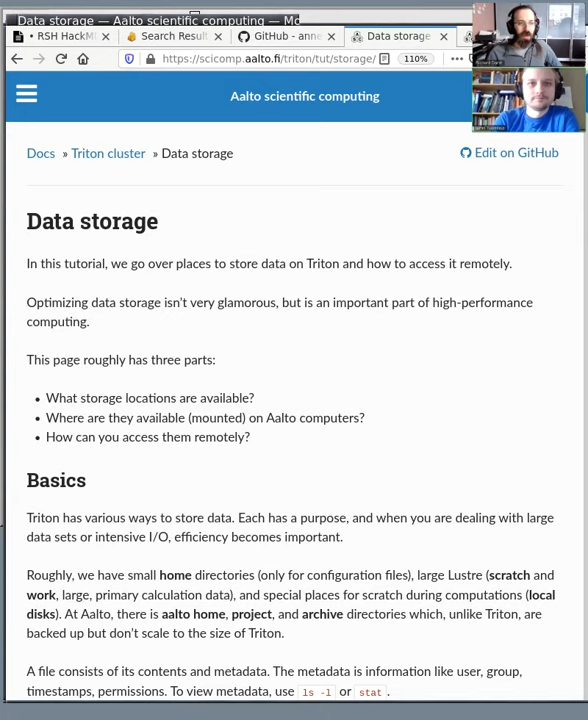 Data storage — Aalto scientific computing — Mo
• RSH HackM
Search Result
GitHub - anne
Data storage
https://scicomp.aalto.fi/triton/tut/storage/
110%
Aalto scientific computing
Docs » Triton cluster » Data storage
Edit on GitHub
Data storage
In this tutorial, we go over places to store data on Triton and how to access it remotely.
Optimizing data storage isn't very glamorous, but is an important part of high-performance
computing.
This page roughly has three parts:
• What storage locations are available?
• Where are they available (mounted) on Aalto computers?
• How can you access them remotely?
Basics
Triton has various ways to store data. Each has a purpose, and when you are dealing with large
data sets or intensive I/O, efficiency becomes important.
Roughly, we have small home directories (only for configuration files), large Lustre (scratch and
work, large, primary calculation data), and special places for scratch during computations (local
disks). At Aalto, there is aalto home, project, and archive directories which, unlike Triton, are
backed up but don't scale to the size of Triton.
A file consists of its contents and metadata. The metadata is information like user, group,
timestamps, permissions. To view metadata, use ls -l or stat.